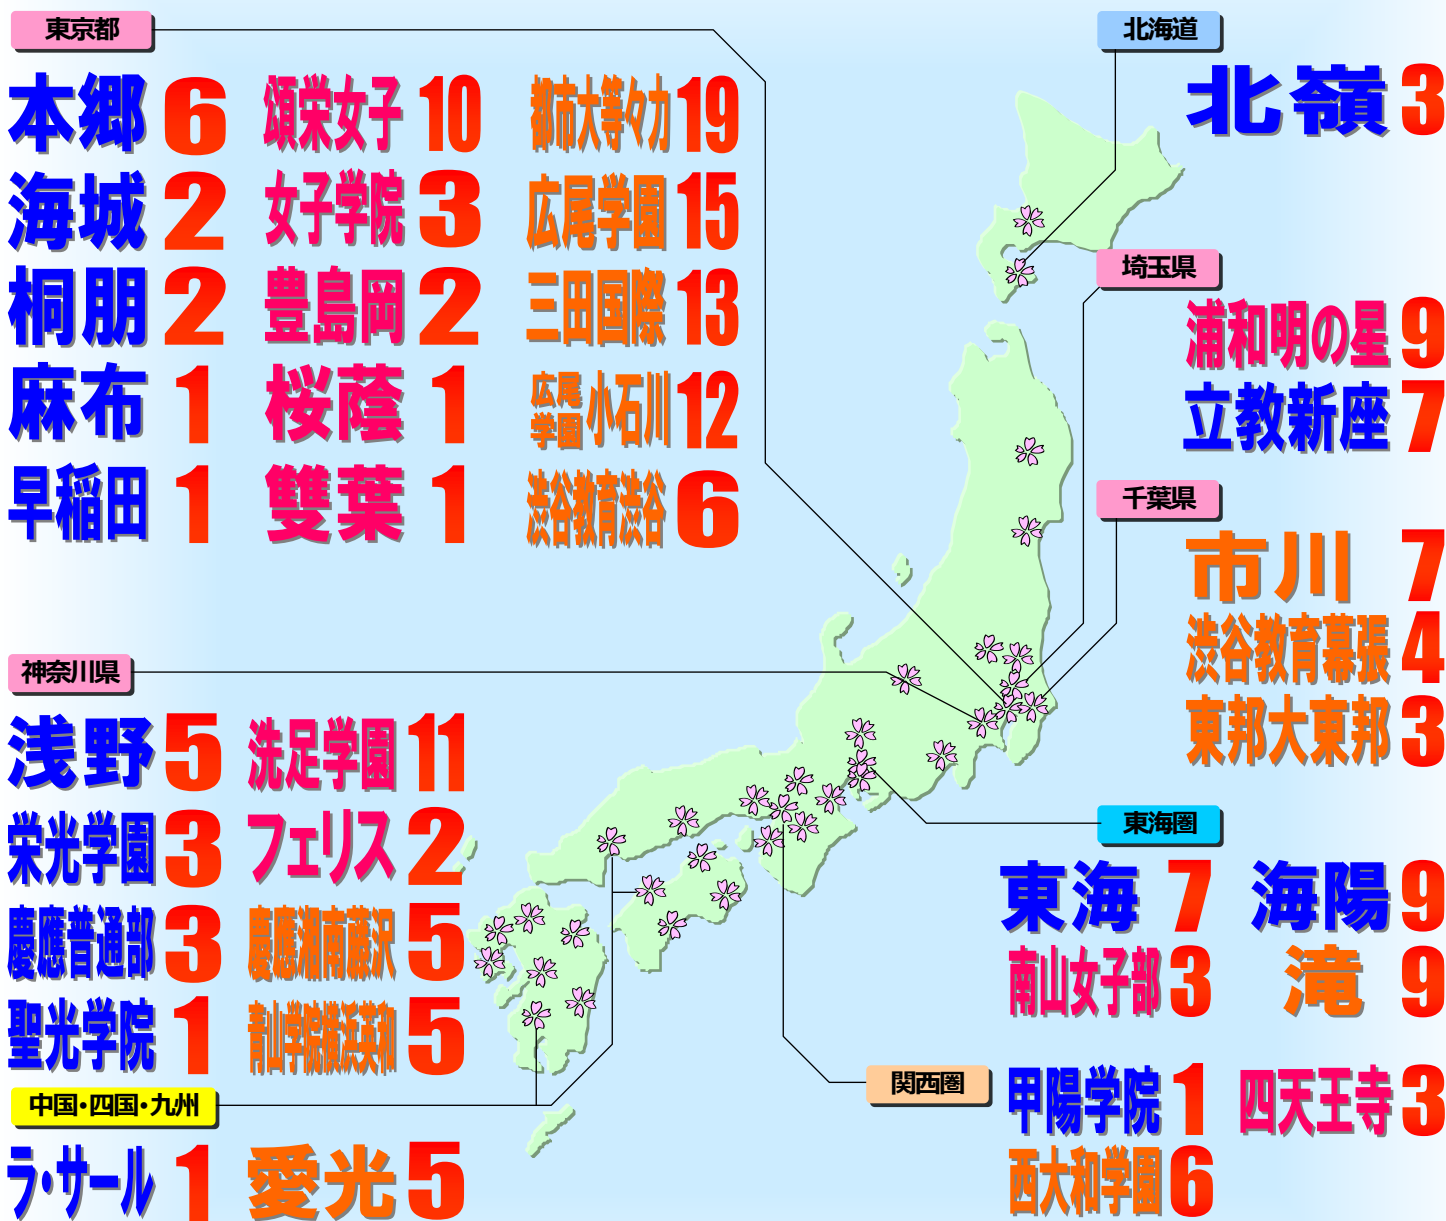 東京都
本郷 6 頌栄女子 10 都市大等々力 19
海城 2 女子学院 3 広尾学園 15
桐朋 2 豊島岡 2 三田国際 13
麻布 1 桜蔭 1 広尾学園 小石川 12
早稲田 1 雙葉 1 渋谷教育渋谷 6
北海道
北嶺 3
埼玉県
浦和明の星 9
立教新座 7
千葉県
市川 7
渋谷教育幕張 4
東邦大東邦 3
神奈川県
浅野 5 洗足学園 11
栄光学園 3 フェリス 2
慶應普通部 3 慶應湘南藤沢 5
聖光学院 1 青山学院横浜英和 5
東海圏
東海 7 海陽 9
南山女子部 3 滝 9
関西圏
甲陽学院 1 四天王寺 3
西大和学園 6
中国・四国・九州
ラ・サール 1 愛光 5